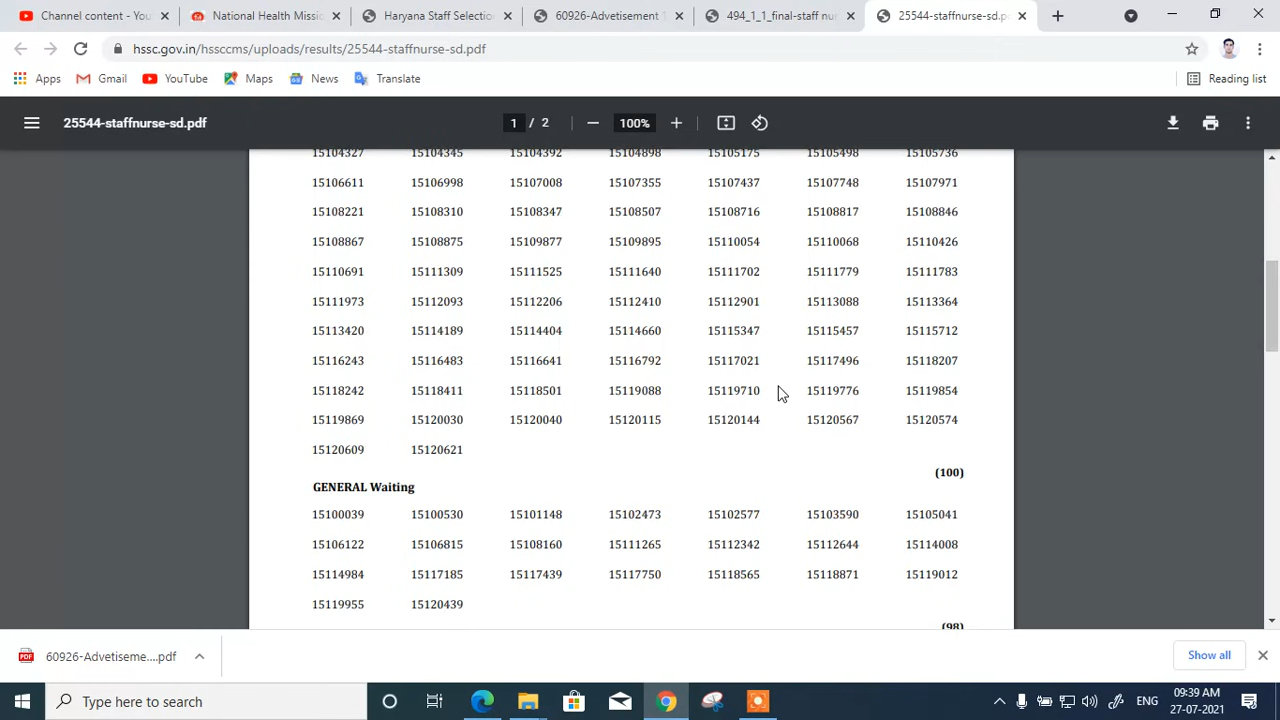 Channel content - You
National Health Missio
Haryana Staff Selectio
60926-Advetisement
494_1_1_final-staff nur
25544-staffnurse-sd.p
hssc.gov.in/hssccms/uploads/results/25544-staffnurse-sd.pdf
Apps Gmail YouTube Maps News Translate Reading list
25544-staffnurse-sd.pdf 1 / 2 100%
15104327 15104345 15104392 15104898 15105175 15105498 15105736
15106611 15106998 15107008 15107355 15107437 15107748 15107971
15108221 15108310 15108347 15108507 15108716 15108817 15108846
15108867 15108875 15109877 15109895 15110054 15110068 15110426
15110691 15111309 15111525 15111640 15111702 15111779 15111783
15111973 15112093 15112206 15112410 15112901 15113088 15113364
15113420 15114189 15114404 15114660 15115347 15115457 15115712
15116243 15116483 15116641 15116792 15117021 15117496 15118207
15118242 15118411 15118501 15119088 15119710 15119776 15119854
15119869 15120030 15120040 15120115 15120144 15120567 15120574
15120609 15120621
(100)
GENERAL Waiting
15100039 15100530 15101148 15102473 15102577 15103590 15105041
15106122 15106815 15108160 15111265 15112342 15112644 15114008
15114984 15117185 15117439 15117750 15118565 15118871 15119012
15119955 15120439
(98)
60926-Advetiseme....pdf
Show all
Type here to search
ENG
09:39 AM
27-07-2021